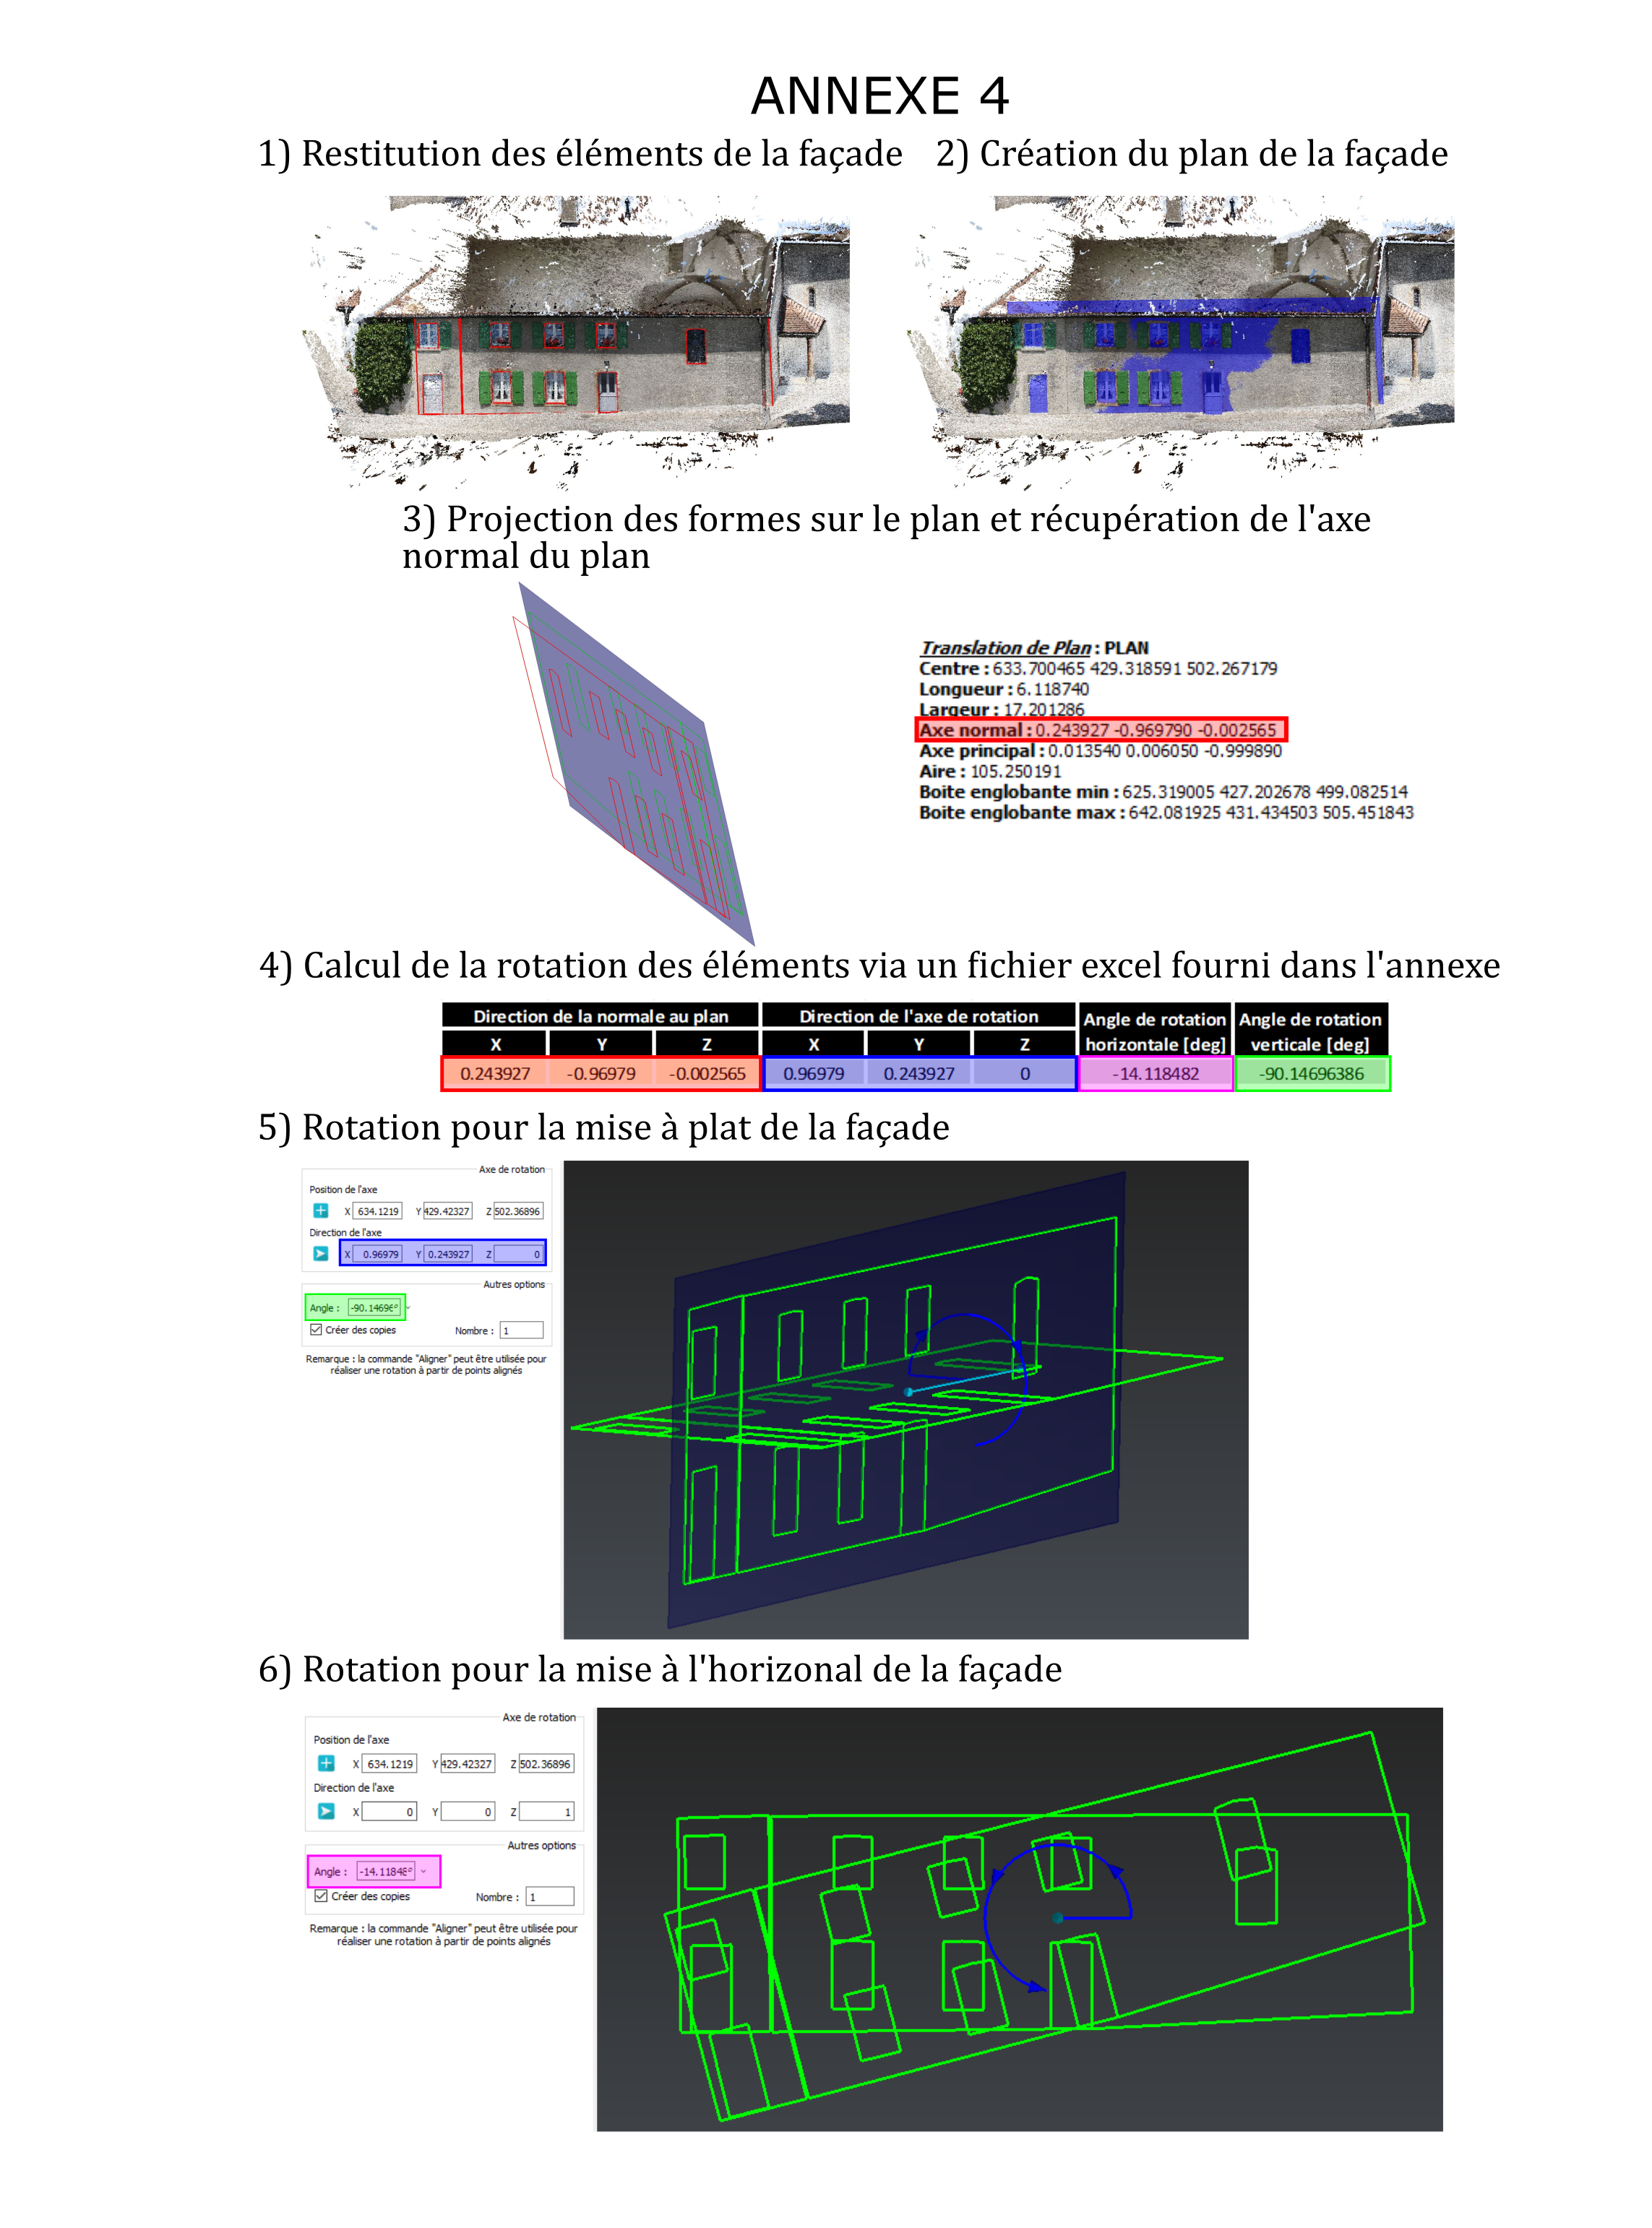 ANNEXE 4
1) Restitution des éléments de la façade
2) Création du plan de la façade
3) Projection des formes sur le plan et récupération de l'axe
normal du plan
Translation de Plan : PLAN
Centre : 633.700465 429.318591 502.267179
Longueur : 6.118740
Largeur : 17.201286
Axe normal : 0.243927 -0.969790 -0.002565
Axe principal : 0.013540 0.006050 -0.999890
Aire : 105.250191
Boite englobante min : 625.319005 427.202678 499.082514
Boite englobante max : 642.081925 431.434503 505.451843
4) Calcul de la rotation des éléments via un fichier excel fourni dans l'annexe
Direction de la normale au plan Direction de l'axe de rotation Angle de rotation horizontale [deg] Angle de rotation verticale [deg]
X Y Z X Y Z
0.243927 -0.96979 -0.002565 0.96979 0.243927 0 -14.118482 -90.14696386
5) Rotation pour la mise à plat de la façade
Axe de rotation
Position de l'axe
X 634.1219 Y 429.42327 Z 502.36896
Direction de l'axe
X 0.96979 Y 0.243927 Z 0
Autres options
Angle : -90.1469€°
Créer des copies Nombre : 1
Remarque : la commande "Aligner" peut être utilisée pour
réaliser une rotation à partir de points alignés
6) Rotation pour la mise à l'horizonal de la façade
Axe de rotation
Position de l'axe
X 634.1219 Y 429.42327 Z 502.36896
Direction de l'axe
X 0 Y 0 Z 1
Autres options
Angle : -14.1184€°
Créer des copies Nombre : 1
Remarque : la commande "Aligner" peut être utilisée pour
réaliser une rotation à partir de points alignés